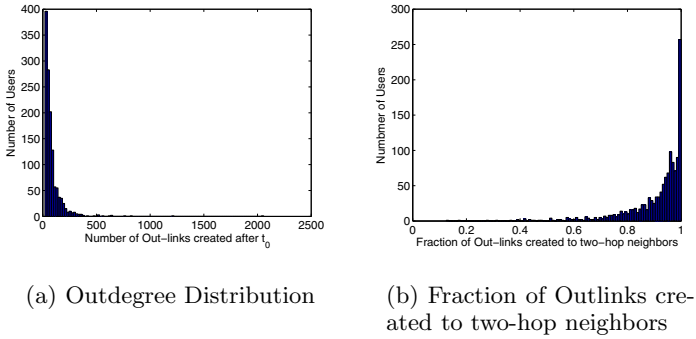 400
350
300
250
200
150
100
50
0
Number of Users
0 500 1000 1500 2000 2500
Number of Out-links created after t0
(a) Outdegree Distribution
300
250
200
150
100
50
0
Numbmer of Users
0 0.2 0.4 0.6 0.8 1
Fraction of Out-links created to two-hop neighbors
(b) Fraction of Outlinks cre-
ated to two-hop neighbors